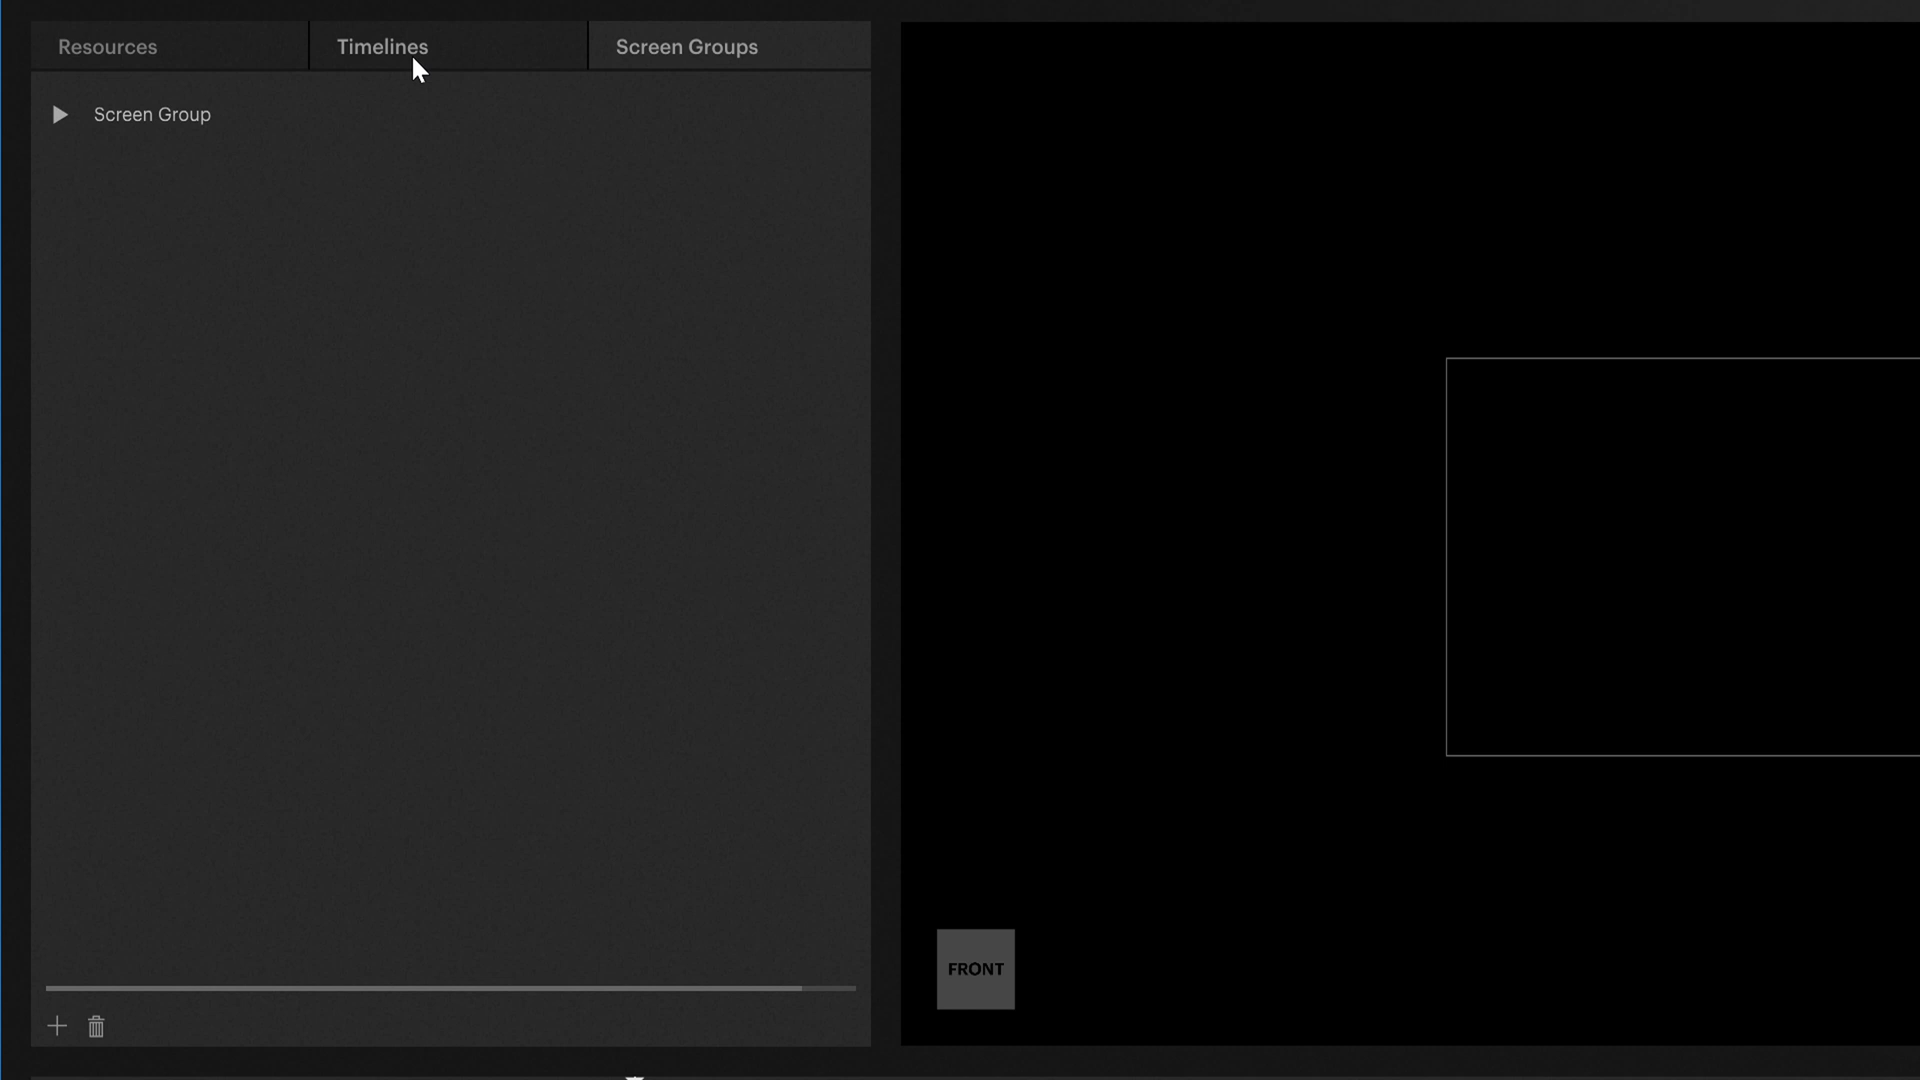 Resources
Timelines
Screen Groups
Screen Group
FRONT